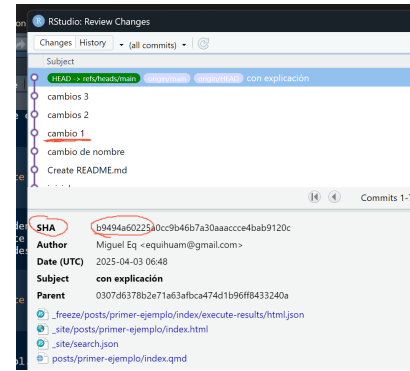 RStudio: Review Changes
Changes History (all commits)
Subject
HEAD -> refs/heads/main origin/main origin/HEAD con explicación
cambios 3
cambios 2
cambio 1
cambio de nombre
Create README.md
Commits 1-
SHA b9494a60225a0cc9b46b7a30aaaccce4bab9120c
Author Miguel Eq <equihuam@gmail.com>
Date (UTC) 2025-04-03 06:48
Subject con explicación
Parent 0307d6378b2e71a63afbca474d1b96ff8433240a
_freeze/posts/primer-ejemplo/index/execute-results/html.json
_site/posts/primer-ejemplo/index.html
_site/search.json
posts/primer-ejemplo/index.qmd